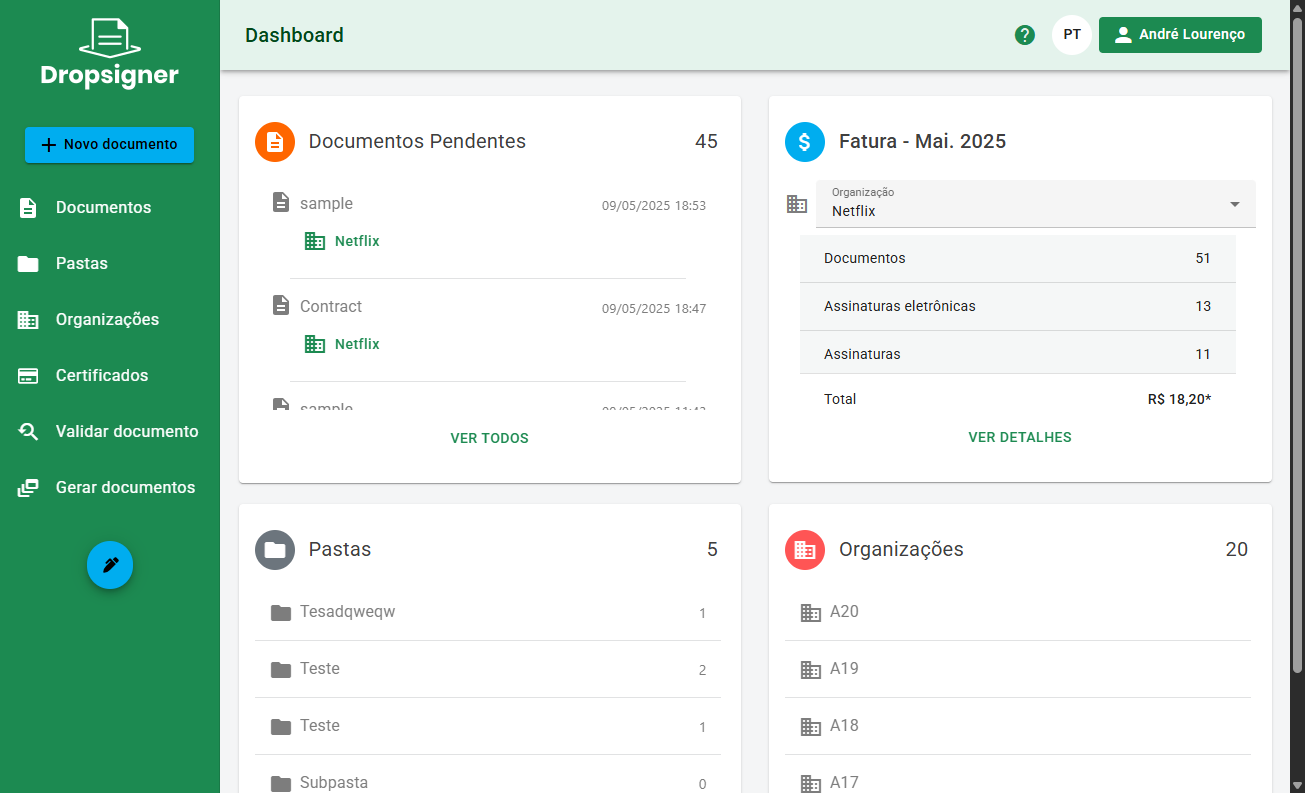 Dropsigner
Novo documento
Documentos
Pastas
Organizações
Certificados
Validar documento
Gerar documentos
Dashboard
?
PT
André Lourenço
Documentos Pendentes 45
sample 09/05/2025 18:53
Netflix
Contract 09/05/2025 18:47
Netflix
sample
VER TODOS
$
Fatura - Mai. 2025
Organização
Netflix
Documentos 51
Assinaturas eletrônicas 13
Assinaturas 11
Total R$ 18,20*
VER DETALHES
Pastas 5
Tesadqweqw 1
Teste 2
Teste 1
Subpasta 0
Organizações 20
A20
A19
A18
A17